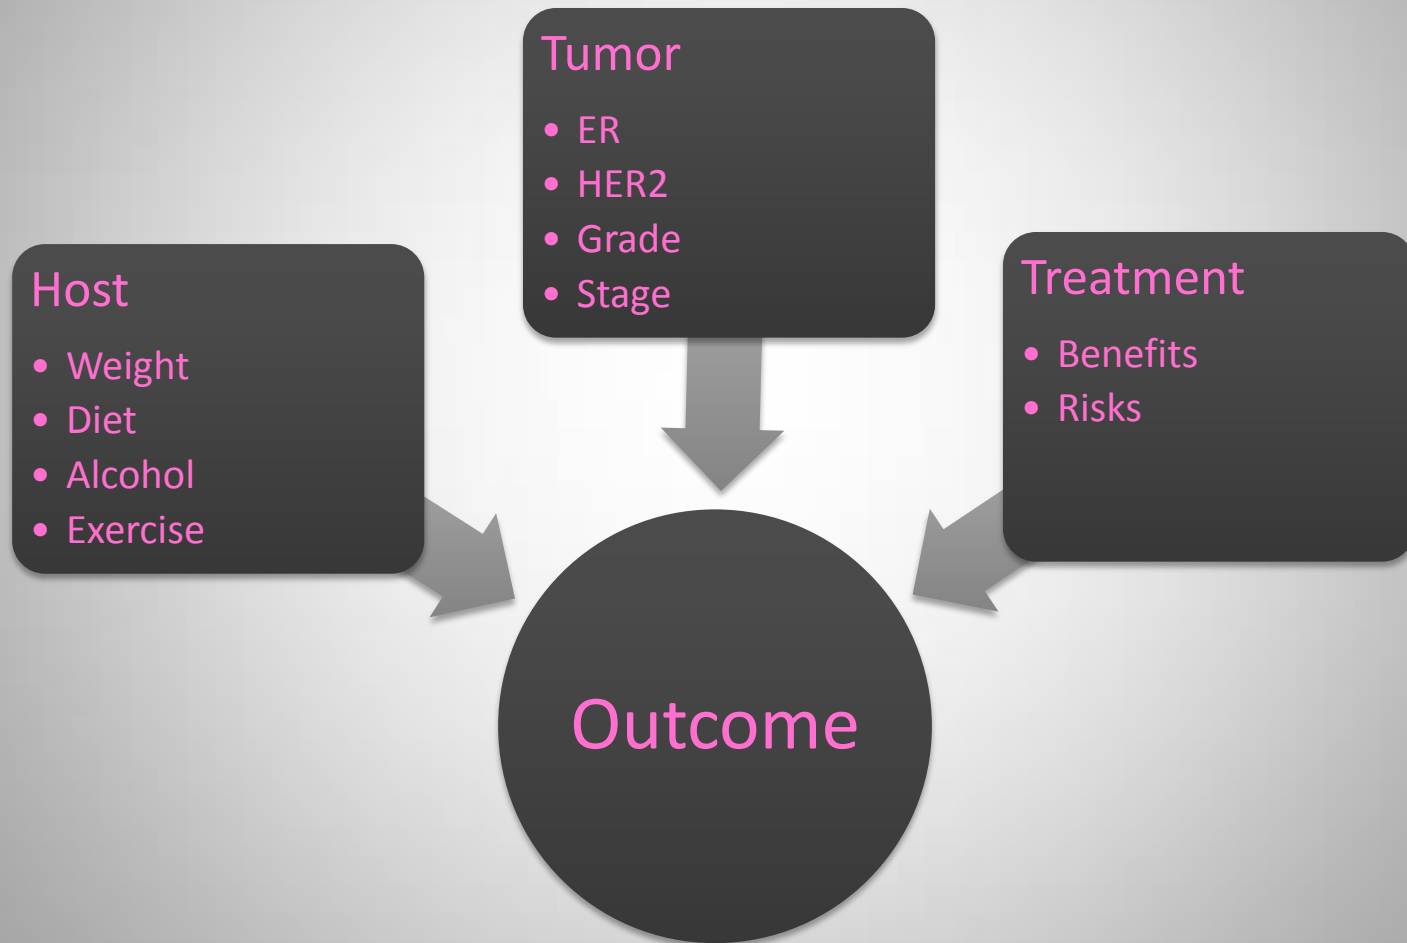 Tumor
• ER
• HER2
• Grade
• Stage
Host
• Weight
• Diet
• Alcohol
• Exercise
Treatment
• Benefits
• Risks
Outcome